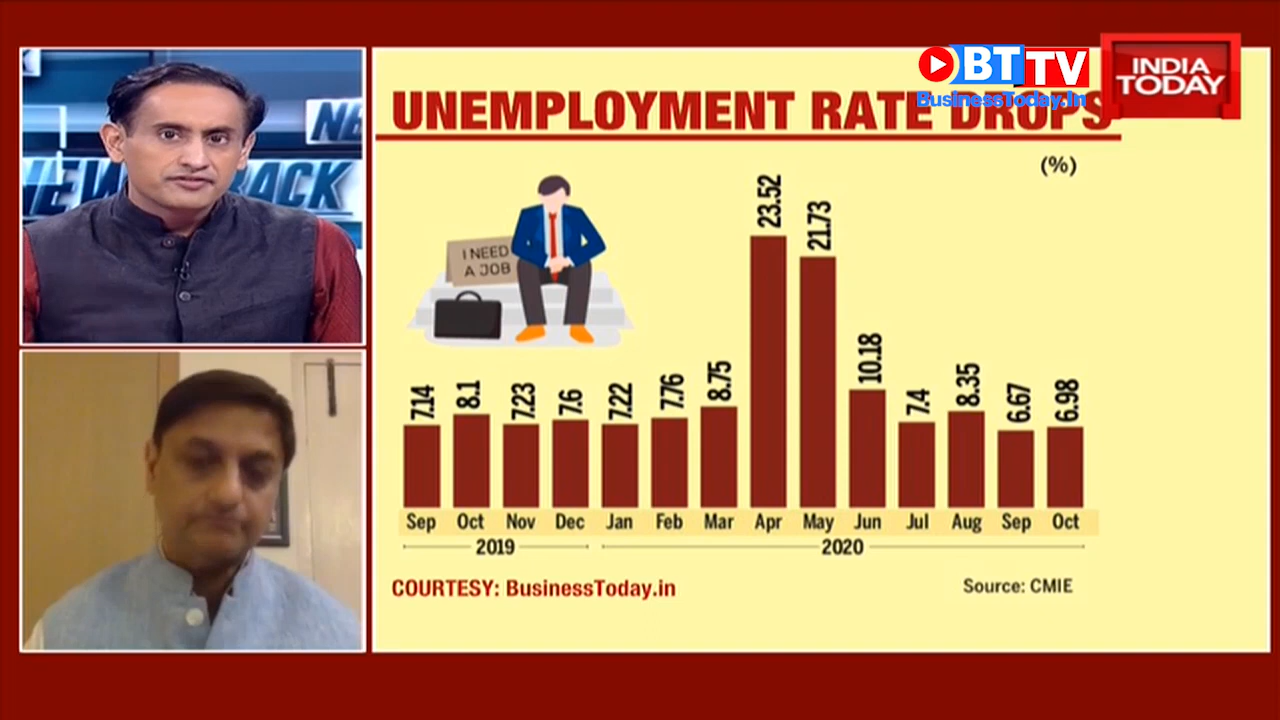 BT TV
BusinessToday.In
INDIA
TODAY
UNEMPLOYMENT RATE DROPS
(%)
I NEED
A JOB
7.14
8.1
7.23
7.6
7.22
7.76
8.75
23.52
21.73
10.18
7.4
8.35
6.67
6.98
Sep Oct Nov Dec Jan Feb Mar Apr May Jun Jul Aug Sep Oct
2019 2020
COURTESY: BusinessToday.in
Source: CMIE